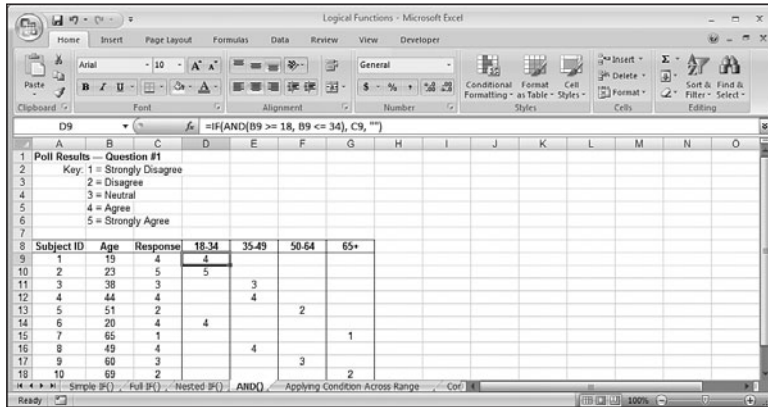 Logical Functions - Microsoft Excel
Home Insert Page Layout Formulas Data Review View Developer
Paste
Arial 10 A A
B I U
General
$ % ,
Conditional Formatting Format as Table Cell Styles
Insert
Delete
Format
Σ
Sort & Filter Find & Select
Clipboard Font Alignment Number Styles Cells Editing
D9 fx =IF(AND(B9 >= 18, B9 <= 34), C9, "")
A B C D E F G H I J K L M N O
1 Poll Results — Question #1
2 Key: 1 = Strongly Disagree
3 2 = Disagree
4 3 = Neutral
5 4 = Agree
6 5 = Strongly Agree
7
8 Subject ID Age Response 18-34 35-49 50-64 65+
9 1 19 4 4
10 2 23 5 5
11 3 38 3 3
12 4 44 4 4
13 5 51 2 2
14 6 20 4 4
15 7 65 1 1
16 8 49 4 4
17 9 60 3 3
18 10 69 2 2
Simple IF() Full IF() Nested IF() AND() Applying Condition Across Range
Ready 100%